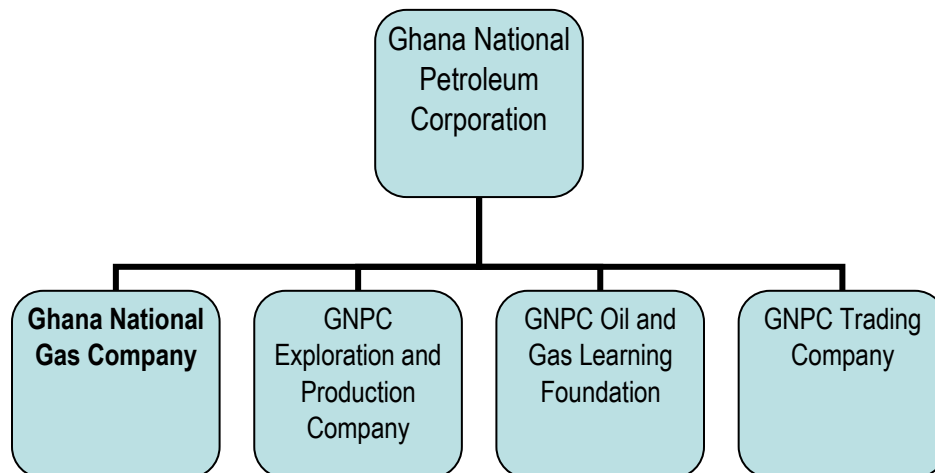 Ghana National
Petroleum
Corporation
Ghana National
Gas Company
GNPC
Exploration and
Production
Company
GNPC Oil and
Gas Learning
Foundation
GNPC Trading
Company